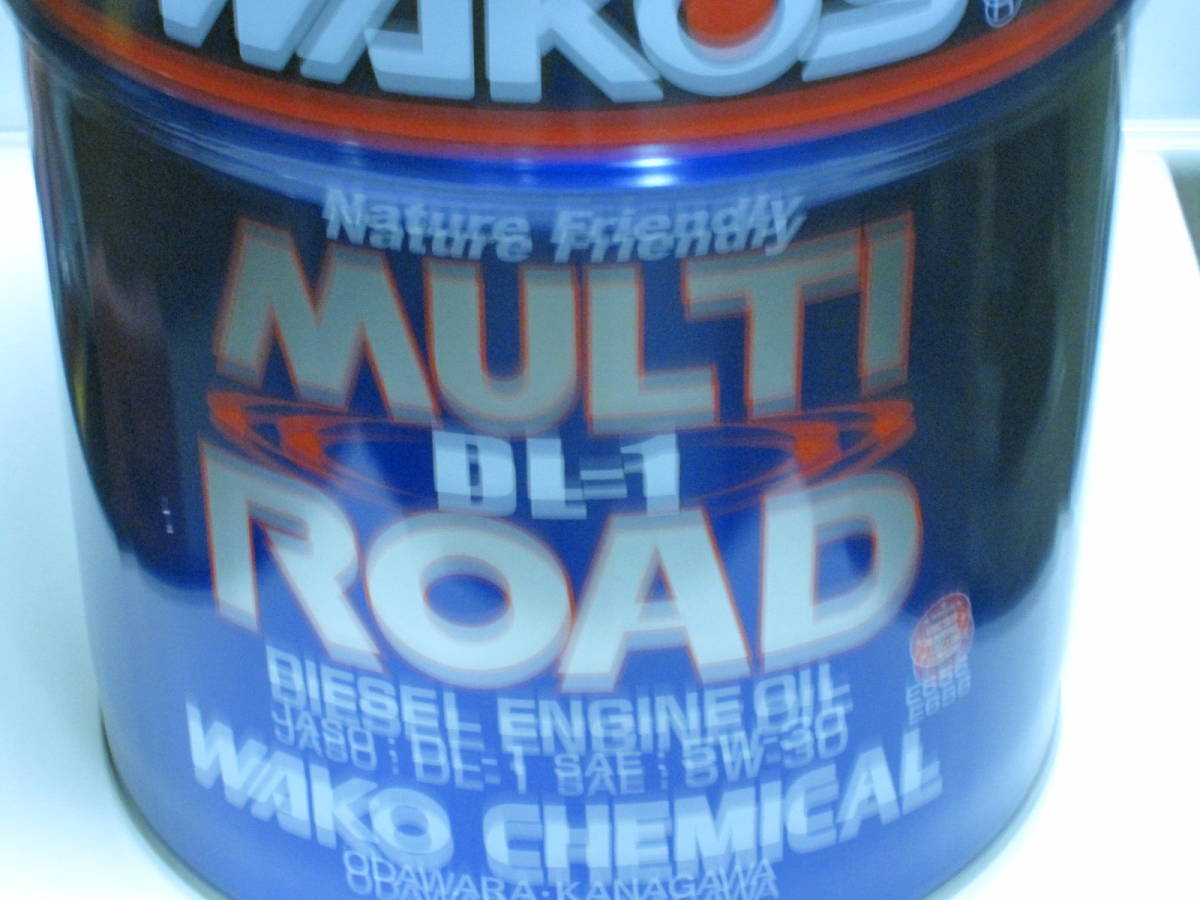 WAKO'S
Nature Friendly
MULTI
DL-1
ROAD
DIESEL ENGINE OIL
JASO : DL-1 SAE : 5W-30
WAKO CHEMICAL
ODAWARA·KANAGAWA